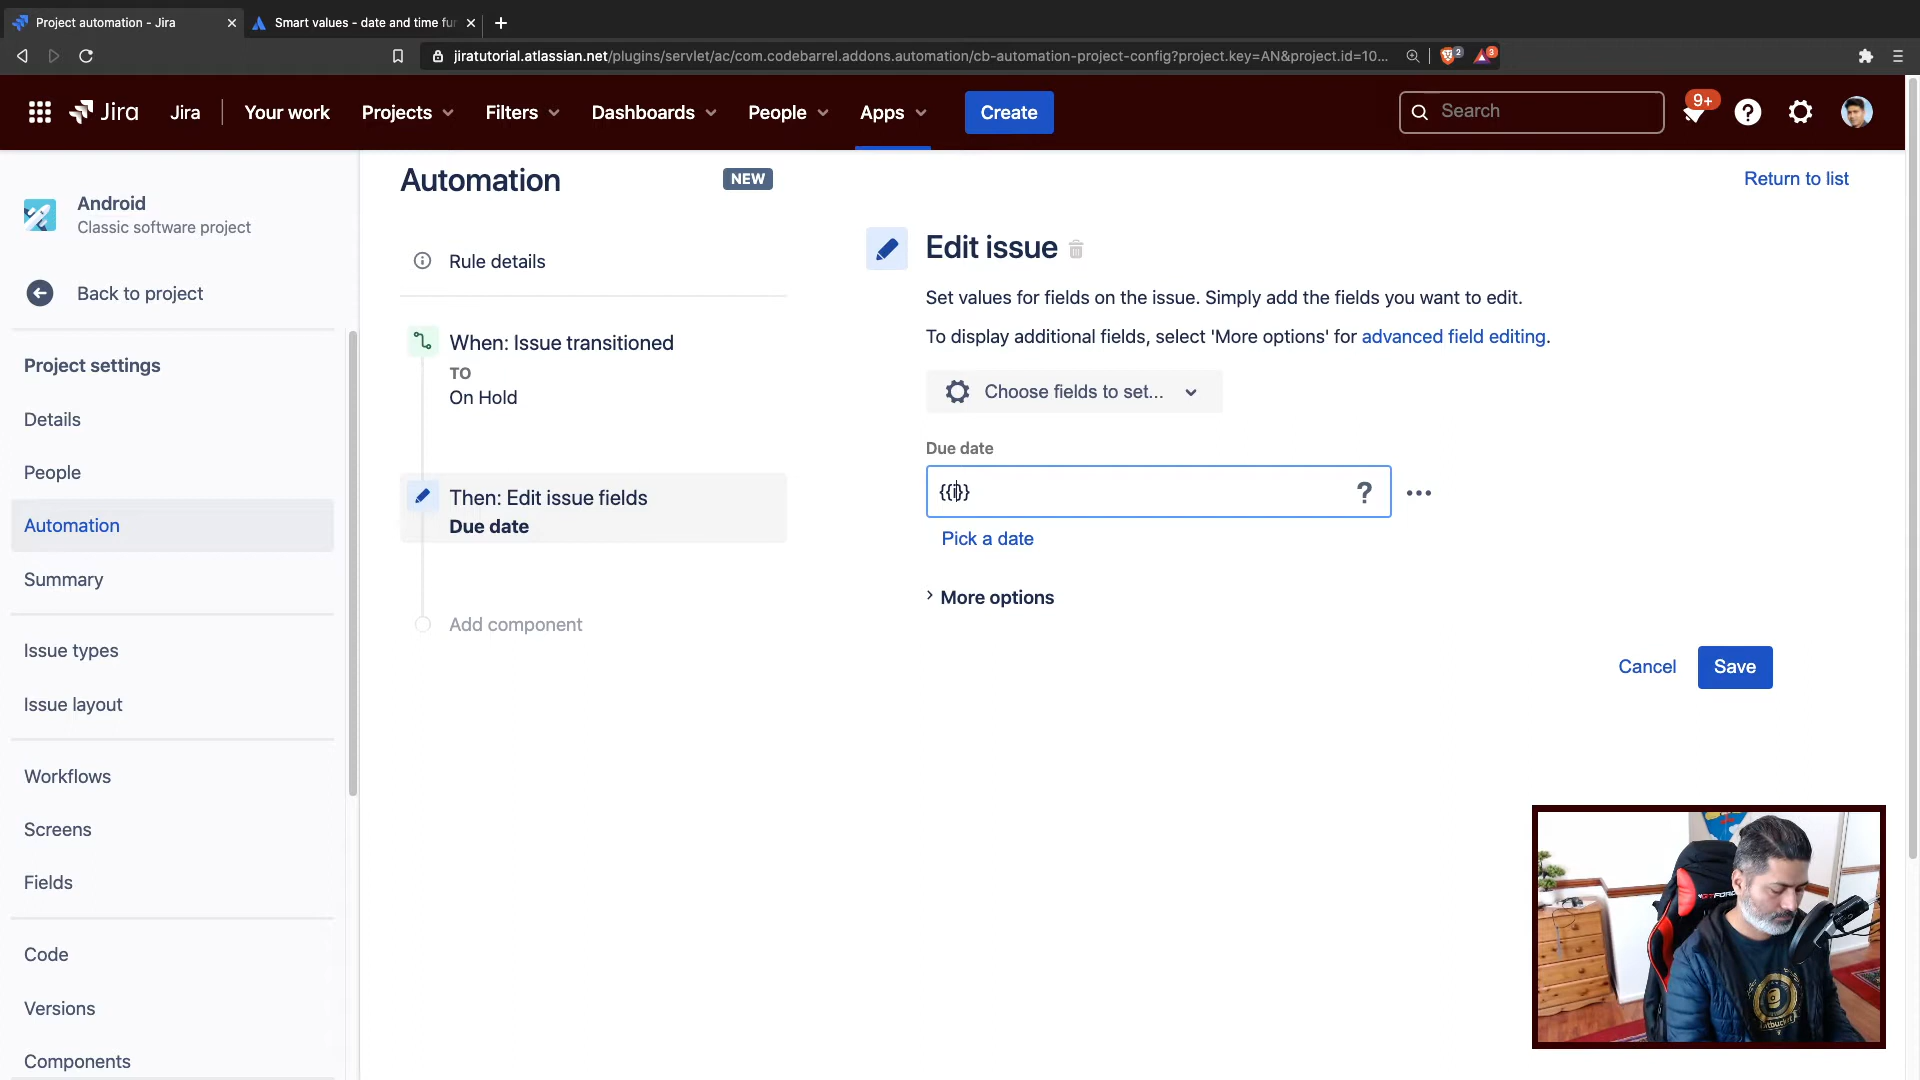 Project automation - Jira
Smart values - date and time fur
jiratutorial.atlassian.net/plugins/servlet/ac/com.codebarrel.addons.automation/cb-automation-project-config?project.key=AN&project.id=10...
2
3
Jira
Jira
Your work
Projects
Filters
Dashboards
People
Apps
Create
Search
9+
Android
Classic software project
Back to project
Project settings
Details
People
Automation
Summary
Issue types
Issue layout
Workflows
Screens
Fields
Code
Versions
Components
Automation
NEW
Return to list
Rule details
When: Issue transitioned
TO
On Hold
Then: Edit issue fields
Due date
Add component
Edit issue
Set values for fields on the issue. Simply add the fields you want to edit.
To display additional fields, select 'More options' for advanced field editing.
Choose fields to set...
Due date
{{i}}
?
Pick a date
More options
Cancel
Save